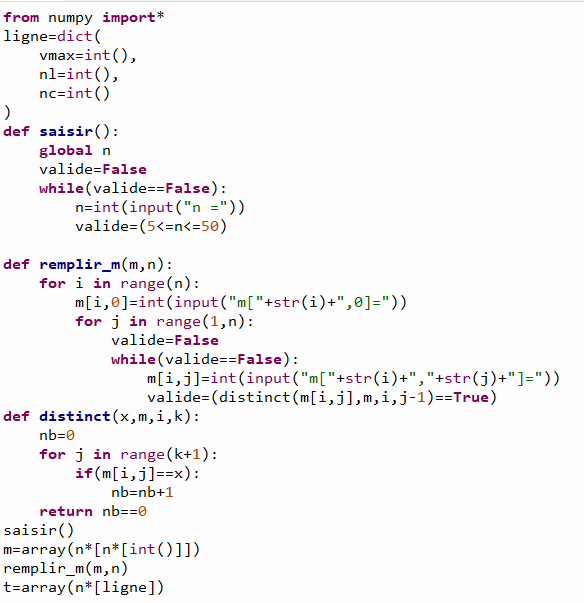 from numpy import*
ligne=dict(
    vmax=int(),
    nl=int(),
    nc=int()
)
def saisir():
    global n
    valide=False
    while(valide==False):
        n=int(input("n ="))
        valide=(5<=n<=50)

def remplir_m(m,n):
    for i in range(n):
        m[i,0]=int(input("m["+str(i)+",0]="))
        for j in range(1,n):
            valide=False
            while(valide==False):
                m[i,j]=int(input("m["+str(i)+","+str(j)+"]="))
                valide=(distinct(m[i,j],m,i,j-1)==True)
def distinct(x,m,i,k):
    nb=0
    for j in range(k+1):
        if(m[i,j]==x):
            nb=nb+1
    return nb==0
saisir()
m=array(n*[n*[int()]])
remplir_m(m,n)
t=array(n*[ligne])